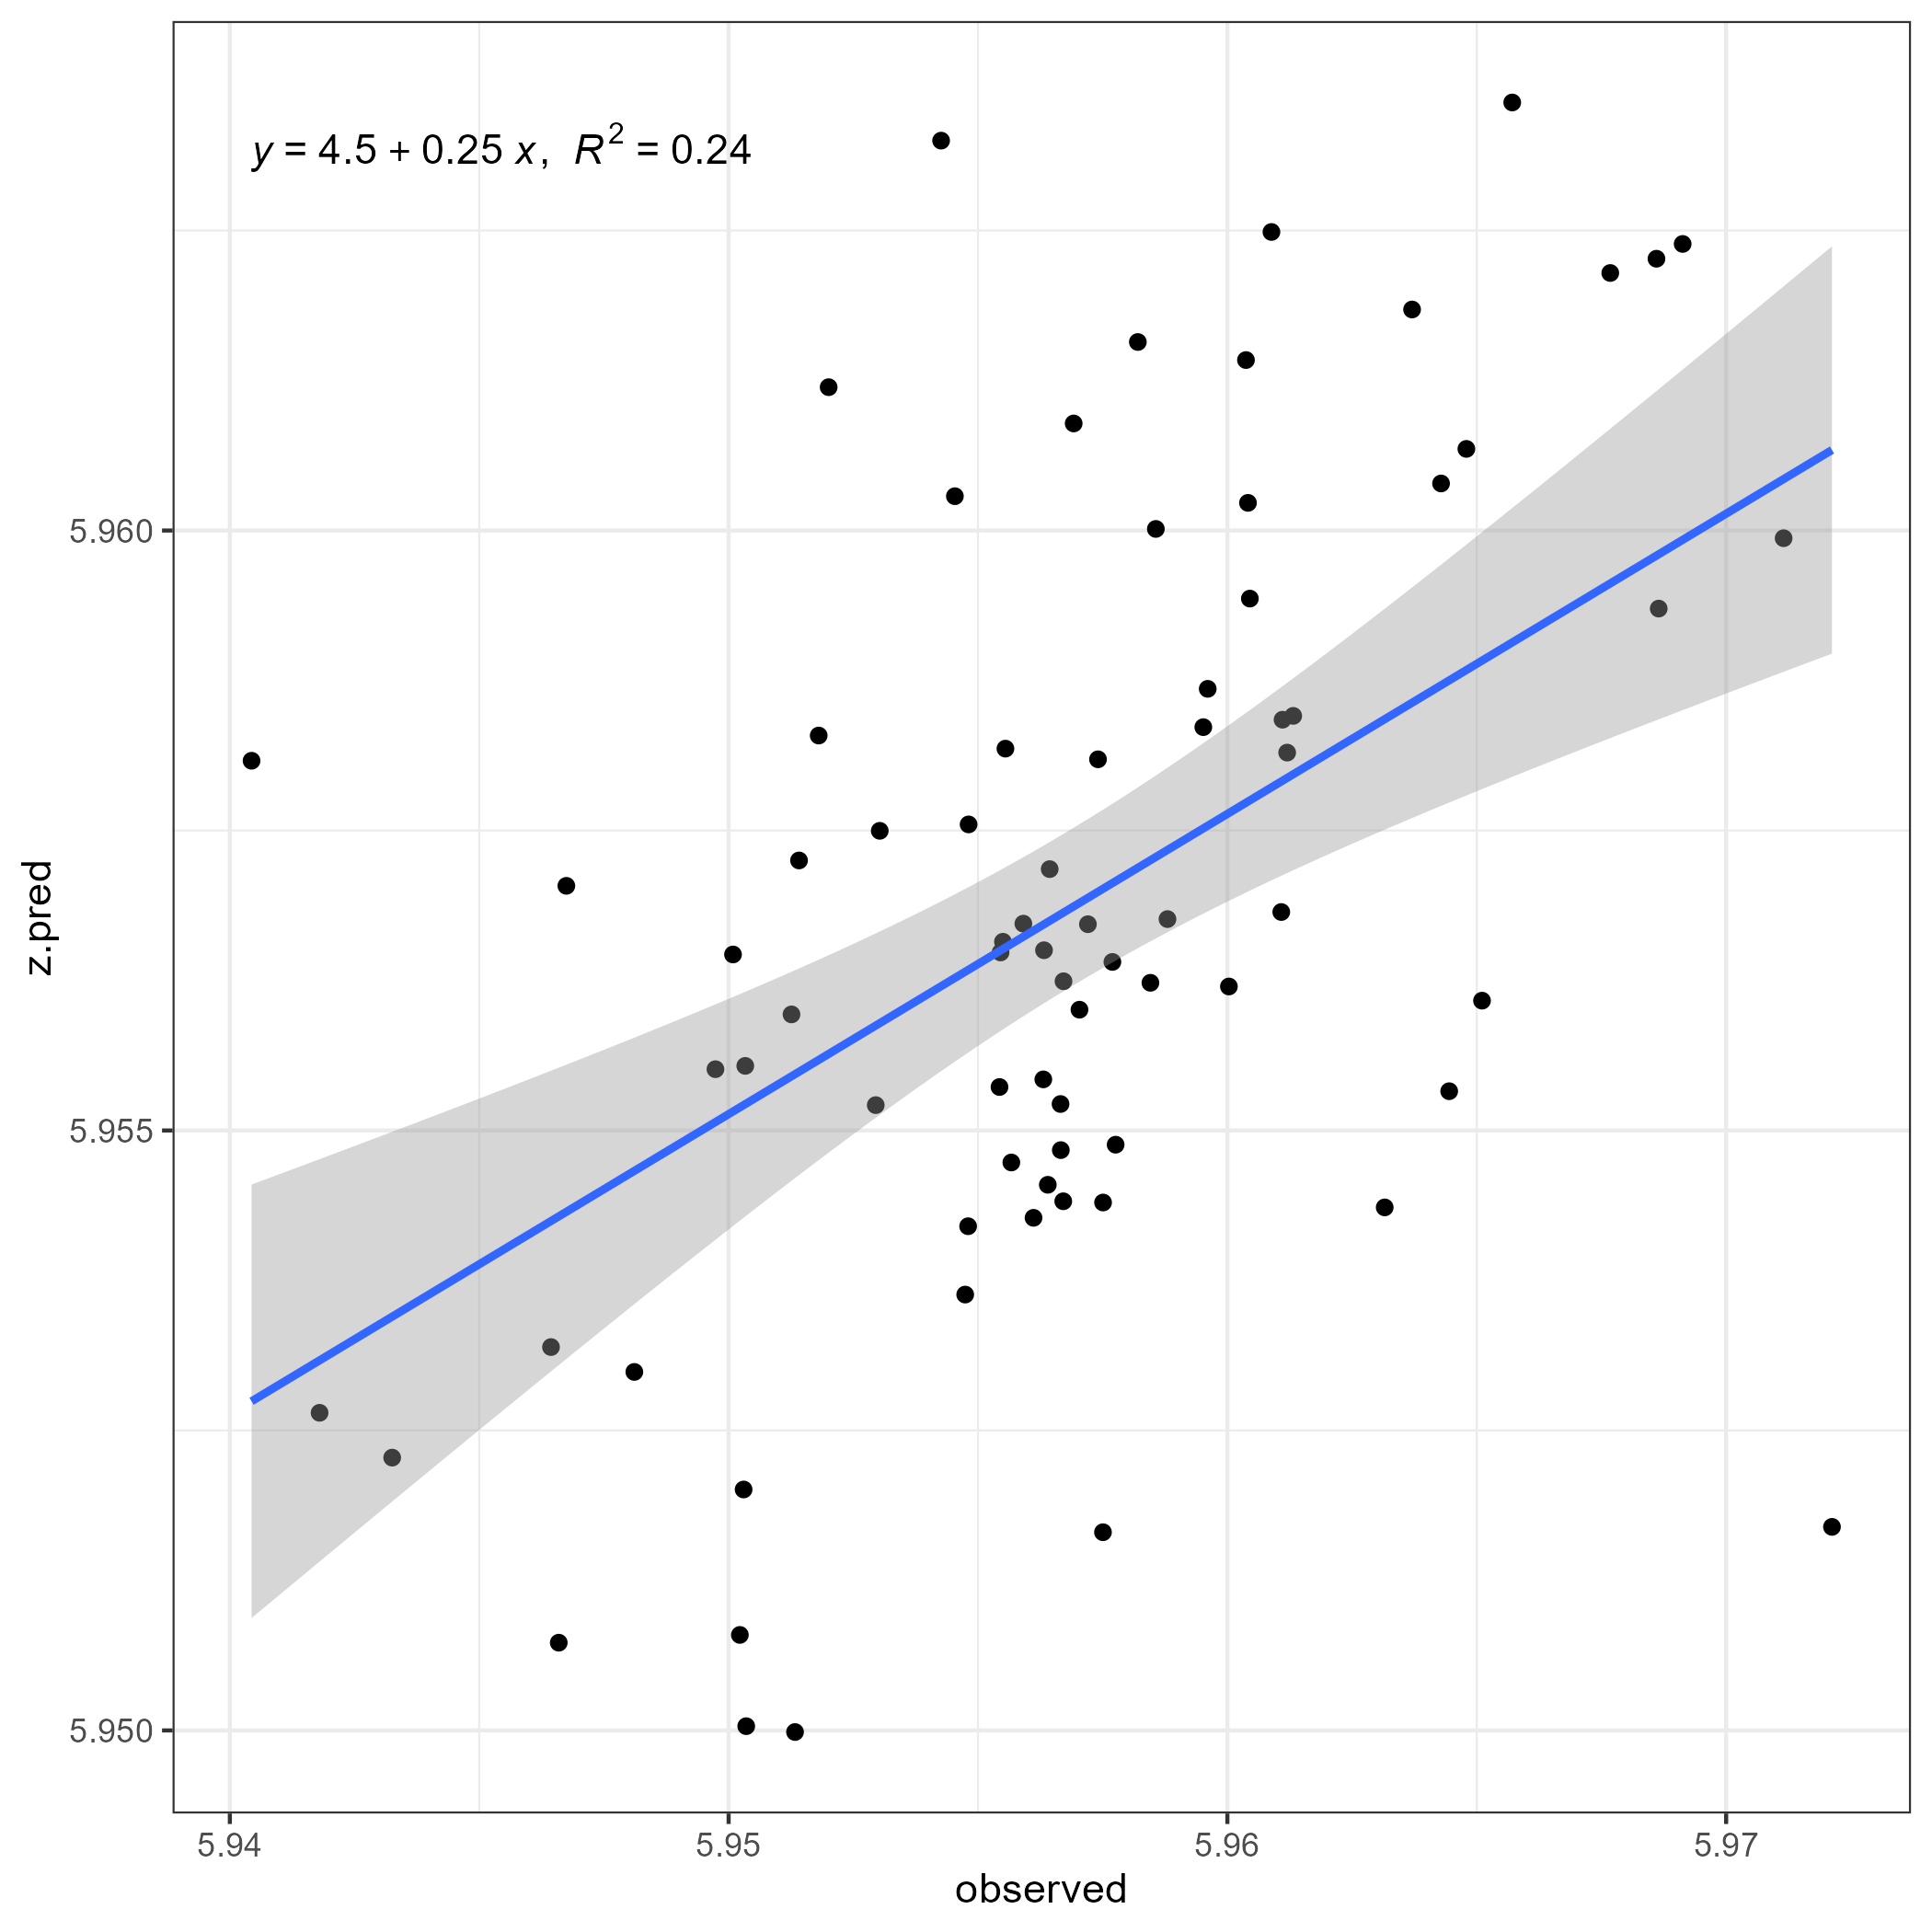 y = 4.5 + 0.25 x, R² = 0.24
5.960
5.955
5.950
z.pred
5.94 5.95 5.96 5.97
observed